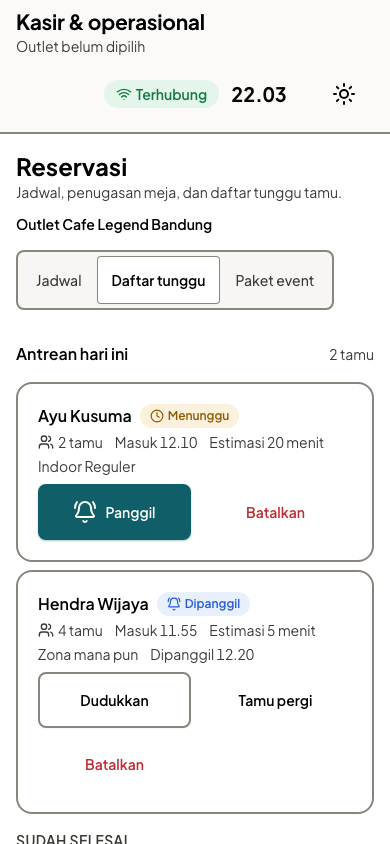 Kasir & operasional
Outlet belum dipilih
Terhubung 22.03
Reservasi
Jadwal, penugasan meja, dan daftar tunggu tamu.
Outlet Cafe Legend Bandung
Jadwal Daftar tunggu Paket event
Antrean hari ini 2 tamu
Ayu Kusuma Menunggu
2 tamu Masuk 12.10 Estimasi 20 menit
Indoor Reguler
Panggil Batalkan
Hendra Wijaya Dipanggil
4 tamu Masuk 11.55 Estimasi 5 menit
Zona mana pun Dipanggil 12.20
Dudukkan Tamu pergi
Batalkan
SUDAH SELESAI